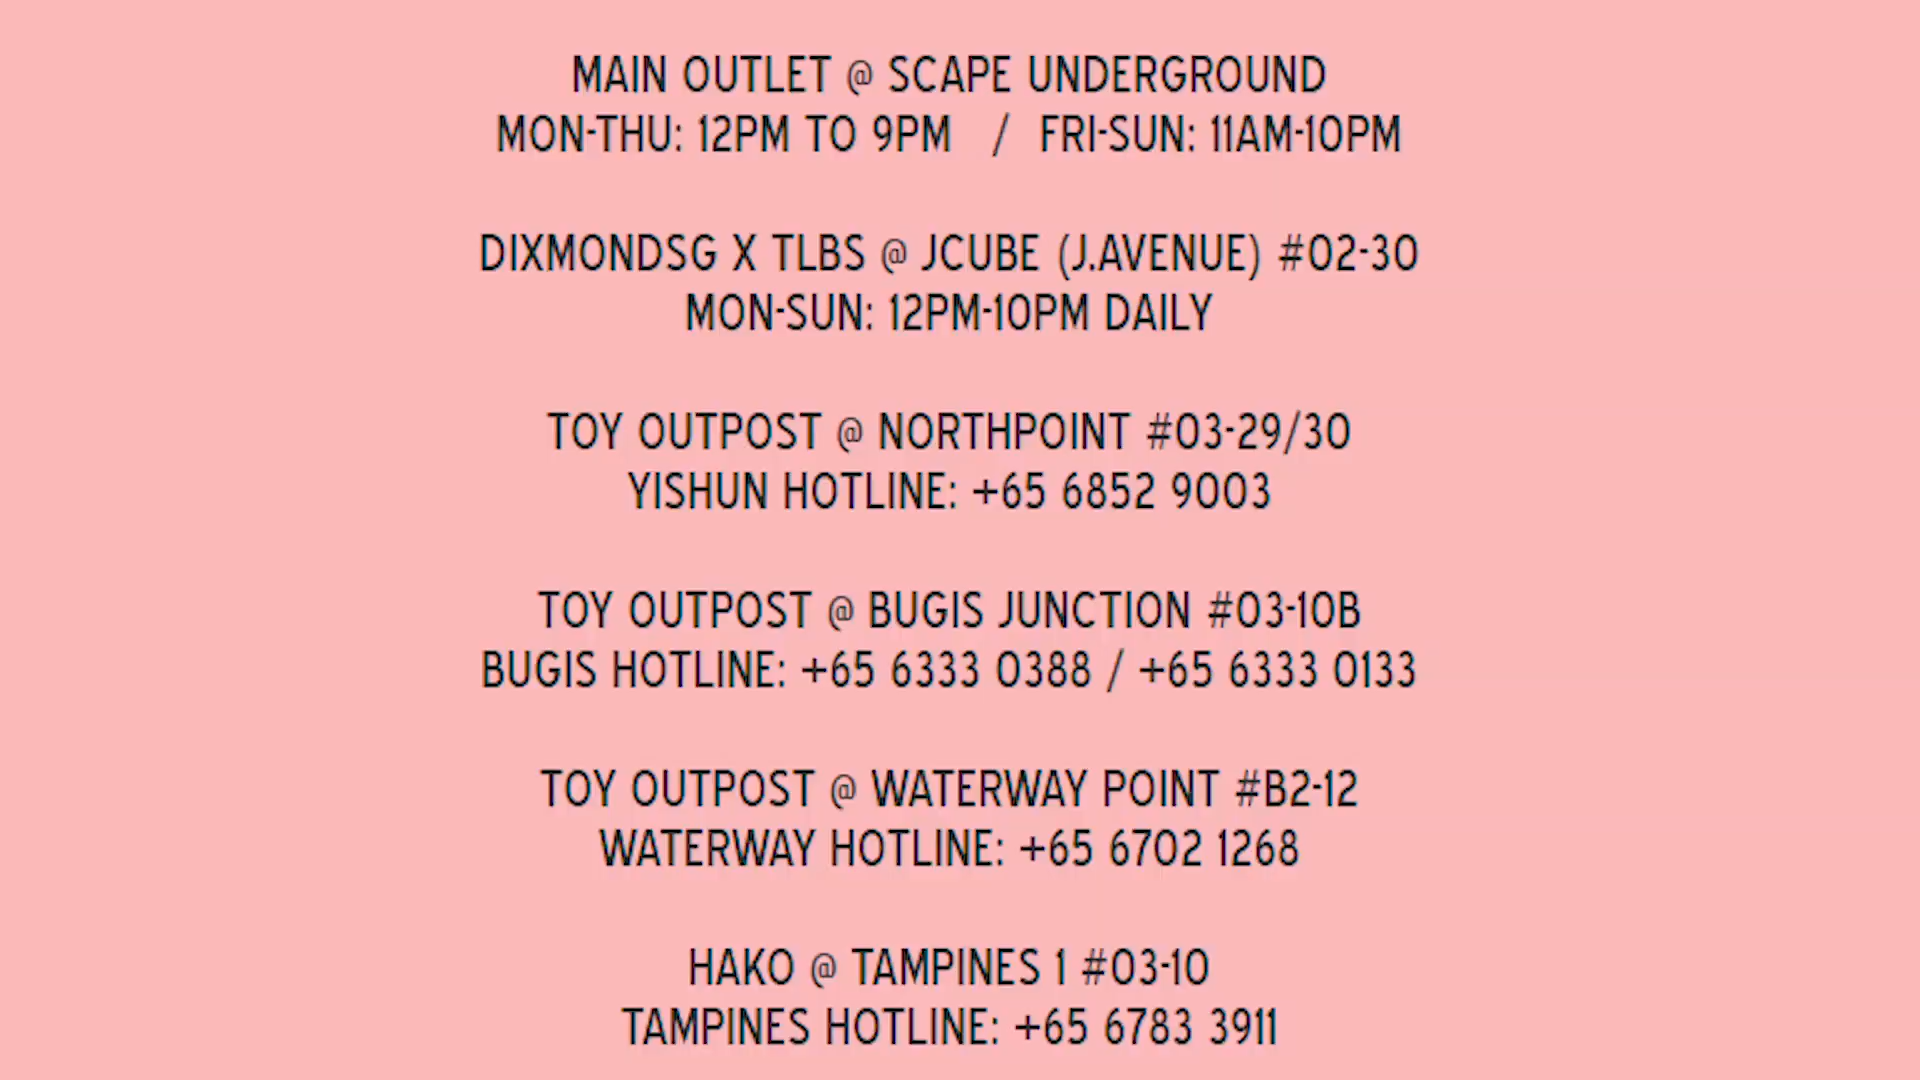 MAIN OUTLET @ SCAPE UNDERGROUND
MON-THU: 12PM TO 9PM / FRI-SUN: 11AM-10PM
DIXMONDSG X TLBS @ JCUBE (J.AVENUE) #02-30
MON-SUN: 12PM-10PM DAILY
TOY OUTPOST @ NORTHPOINT #03-29/30
YISHUN HOTLINE: +65 6852 9003
TOY OUTPOST @ BUGIS JUNCTION #03-10B
BUGIS HOTLINE: +65 6333 0388 / +65 6333 0133
TOY OUTPOST @ WATERWAY POINT #B2-12
WATERWAY HOTLINE: +65 6702 1268
HAKO @ TAMPINES 1 #03-10
TAMPINES HOTLINE: +65 6783 3911